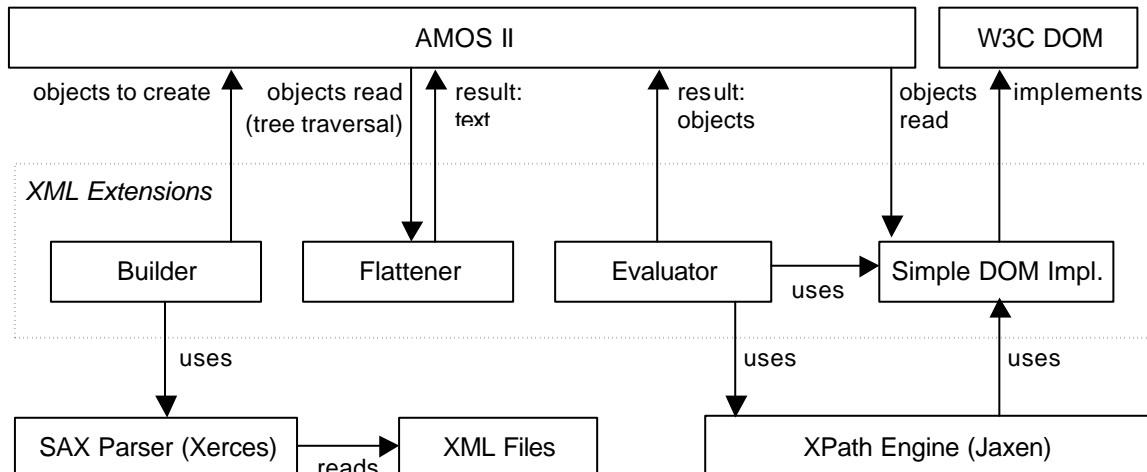 AMOS II
W3C DOM
objects to create
objects read
(tree traversal)
result:
text
result:
objects
objects
read
implements
XML Extensions
Builder
Flattener
Evaluator
uses
Simple DOM Impl.
uses
uses
uses
SAX Parser (Xerces)
reads
XML Files
XPath Engine (Jaxen)